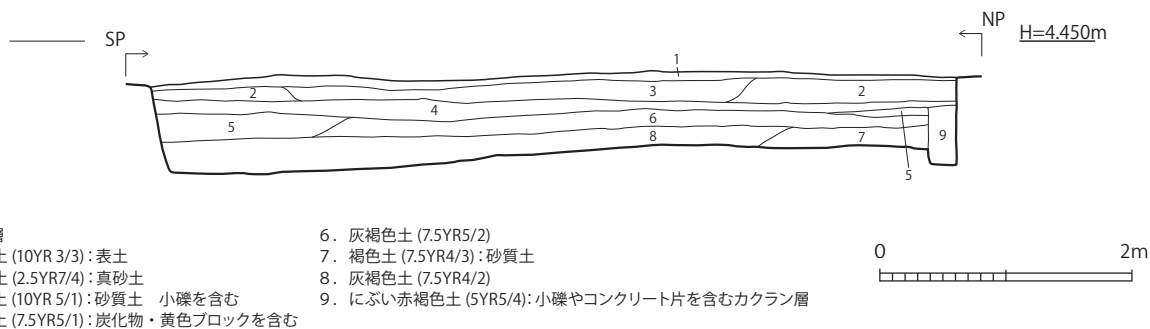 SP
NP
H=4.450m
1
2
3
2
4
5
6
8
7
9
5
層
土 (10YR 3/3)：表土
土 (2.5YR7/4)：真砂土
土 (10YR 5/1)：砂質土　小礫を含む
土 (7.5YR5/1)：炭化物・黄色ブロックを含む
6．灰褐色土 (7.5YR5/2)
7．褐色土 (7.5YR4/3)：砂質土
8．灰褐色土 (7.5YR4/2)
9．にぶい赤褐色土 (5YR5/4)：小礫やコンクリート片を含むカクラン層
0
2m